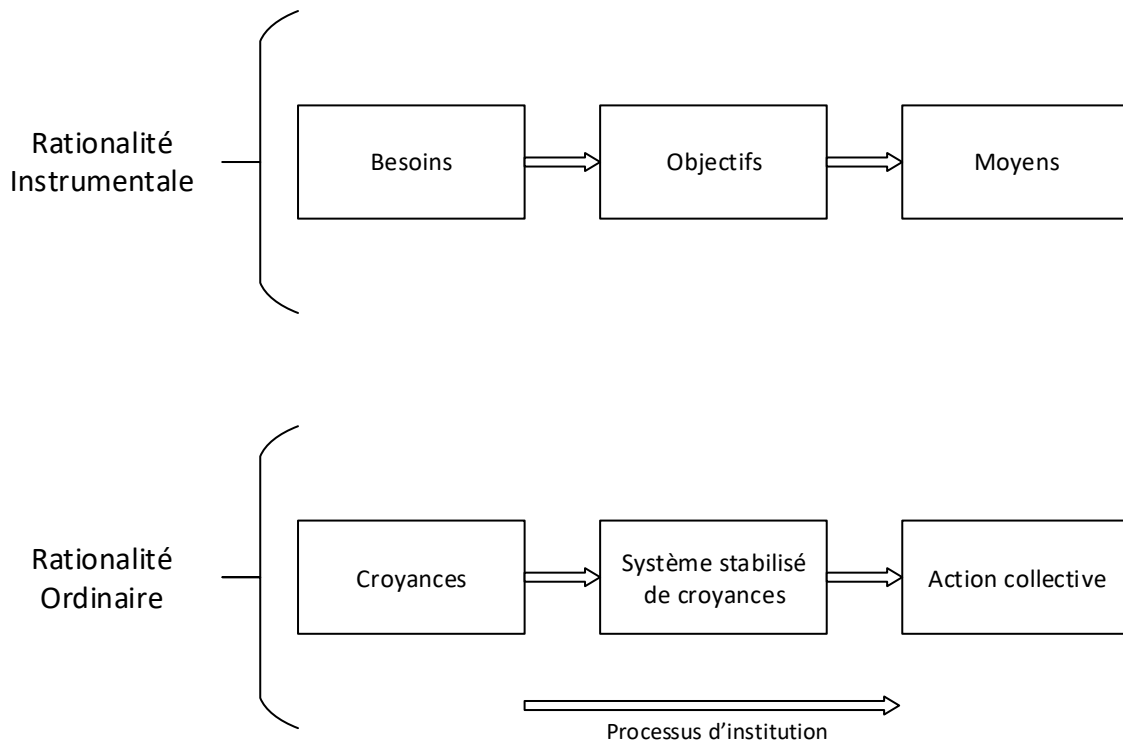 Rationalité
Instrumentale
Besoins
Objectifs
Moyens
Rationalité
Ordinaire
Croyances
Système stabilisé
de croyances
Action collective
Processus d’institution